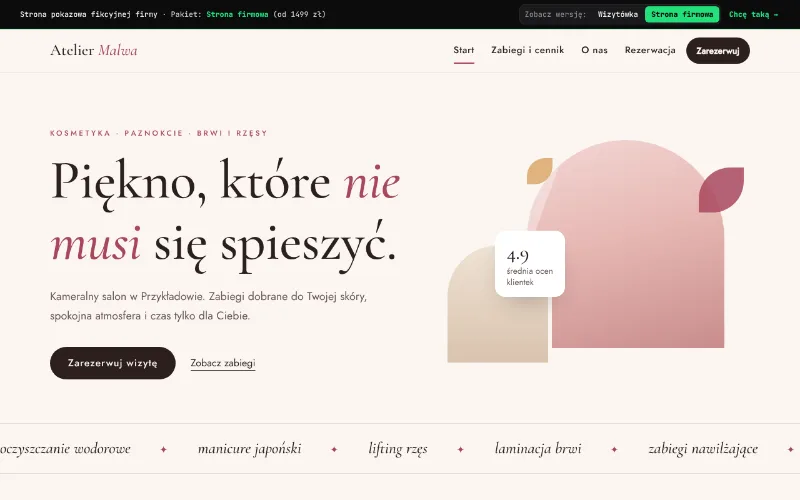 Strona pokazowa fikcyjnej firmy · Pakiet: Strona firmowa (od 1499 zł)
Zobacz wersję: Wizytówka Strona firmowa Chcę taką →
Atelier Malwa
Start Zabiegi i cennik O nas Rezerwacja Zarezerwuj
KOSMETYKA · PAZNOKCIE · BRWI I RZĘSY
Piękno, które nie
musi się spieszyć.
Kameralny salon w Przykładowie. Zabiegi dobrane do Twojej skóry,
spokojna atmosfera i czas tylko dla Ciebie.
Zarezerwuj wizytę Zobacz zabiegi
4.9
średnia ocen
klientek
oczyszczanie wodorowe ✦ manicure japoński ✦ lifting rzęs ✦ laminacja brwi ✦ zabiegi nawilżające ✦